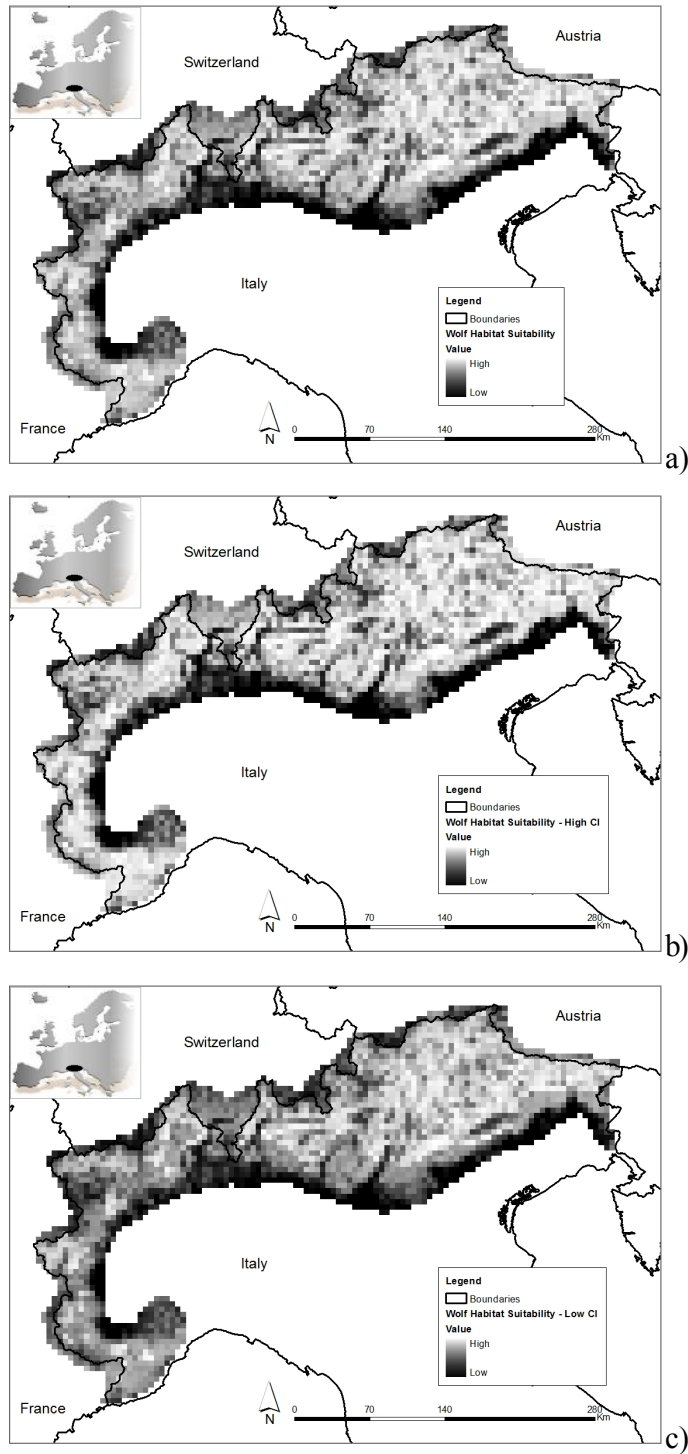 Austria
Switzerland
Italy
Legend
Boundaries
Wolf Habitat Suitability
Value
High
Low
France
N
0 70 140 280
Km
a)
Austria
Switzerland
Italy
Legend
Boundaries
Wolf Habitat Suitability - High CI
Value
High
Low
France
N
0 70 140 280
Km
b)
Austria
Switzerland
Italy
Legend
Boundaries
Wolf Habitat Suitability - Low CI
Value
High
Low
France
N
0 70 140 280
Km
c)